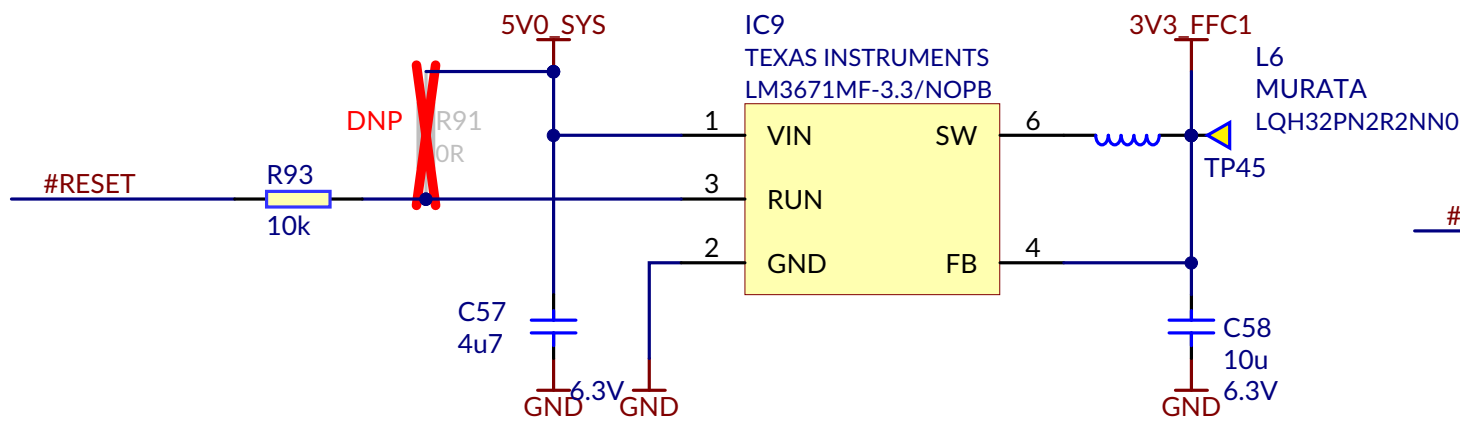 5V0_SYS
IC9
TEXAS INSTRUMENTS
LM3671MF-3.3/NOPB
3V3_FFC1
L6
MURATA
LQH32PN2R2NN0
DNP
R91
0R
1
VIN
SW
6
TP45
#RESET
R93
10k
3
RUN
2
GND
FB
4
#
C57
4u7
6.3V
GND
GND
C58
10u
6.3V
GND